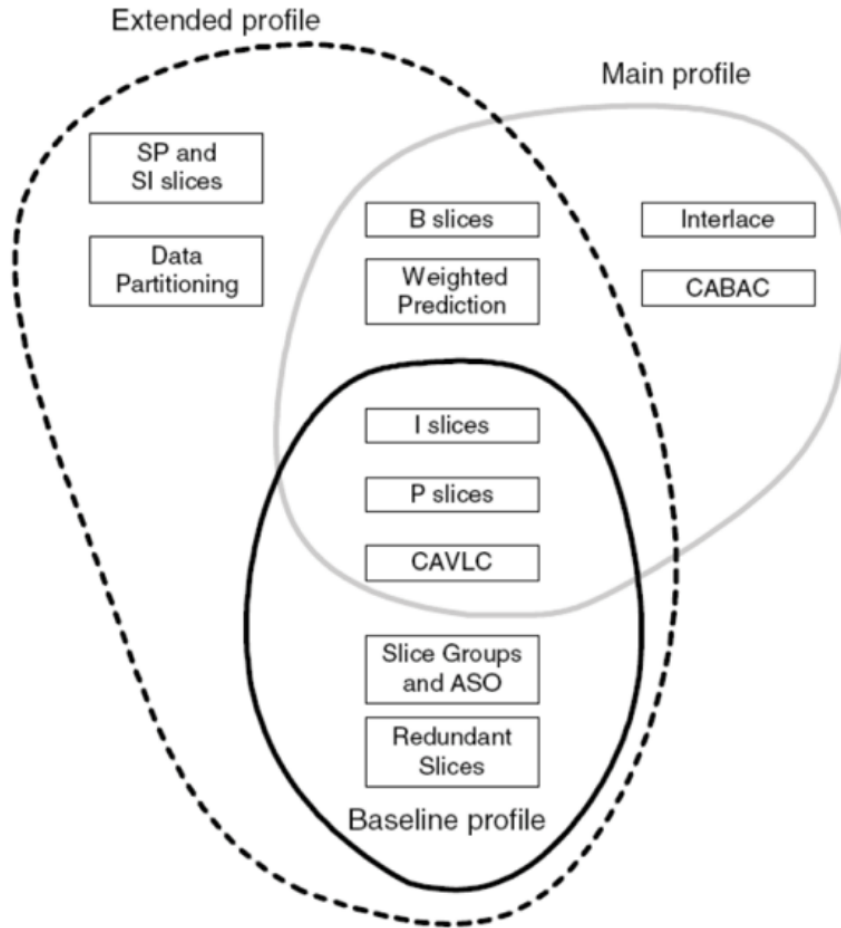 Extended profile
Main profile
SP and
SI slices
B slices
Interlace
Data
Partitioning
Weighted
Prediction
CABAC
I slices
P slices
CAVLC
Slice Groups
and ASO
Redundant
Slices
Baseline profile